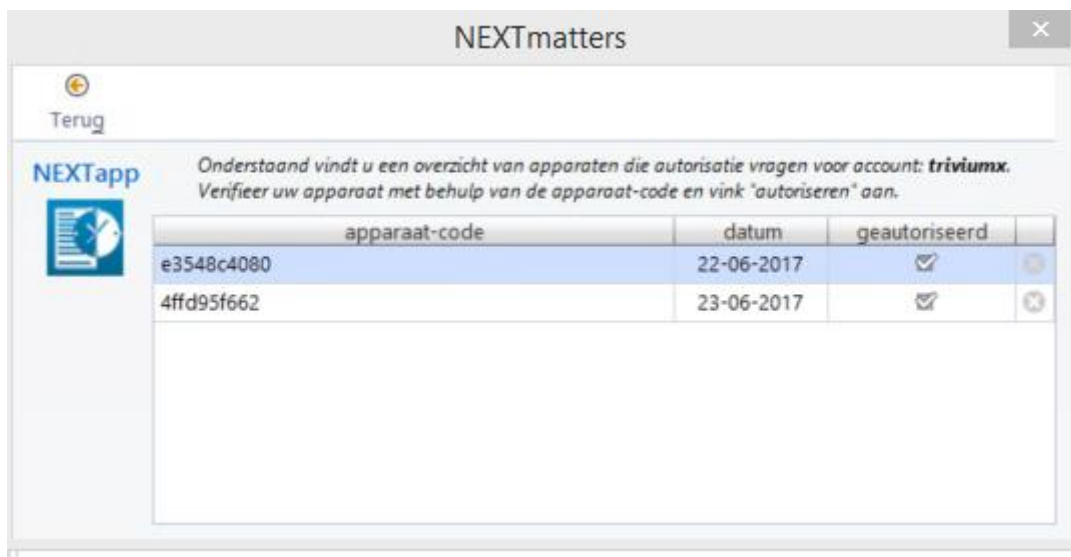 NEXTmatters
Terug
NEXTapp
Onderstaand vindt u een overzicht van apparaten die autorisatie vragen voor account: triviumx.
Verifieer uw apparaat met behulp van de apparaat-code en vink "autoriseren" aan.
apparaat-code datum geautoriseerd
e3548c4080 22-06-2017
4ffd95f662 23-06-2017